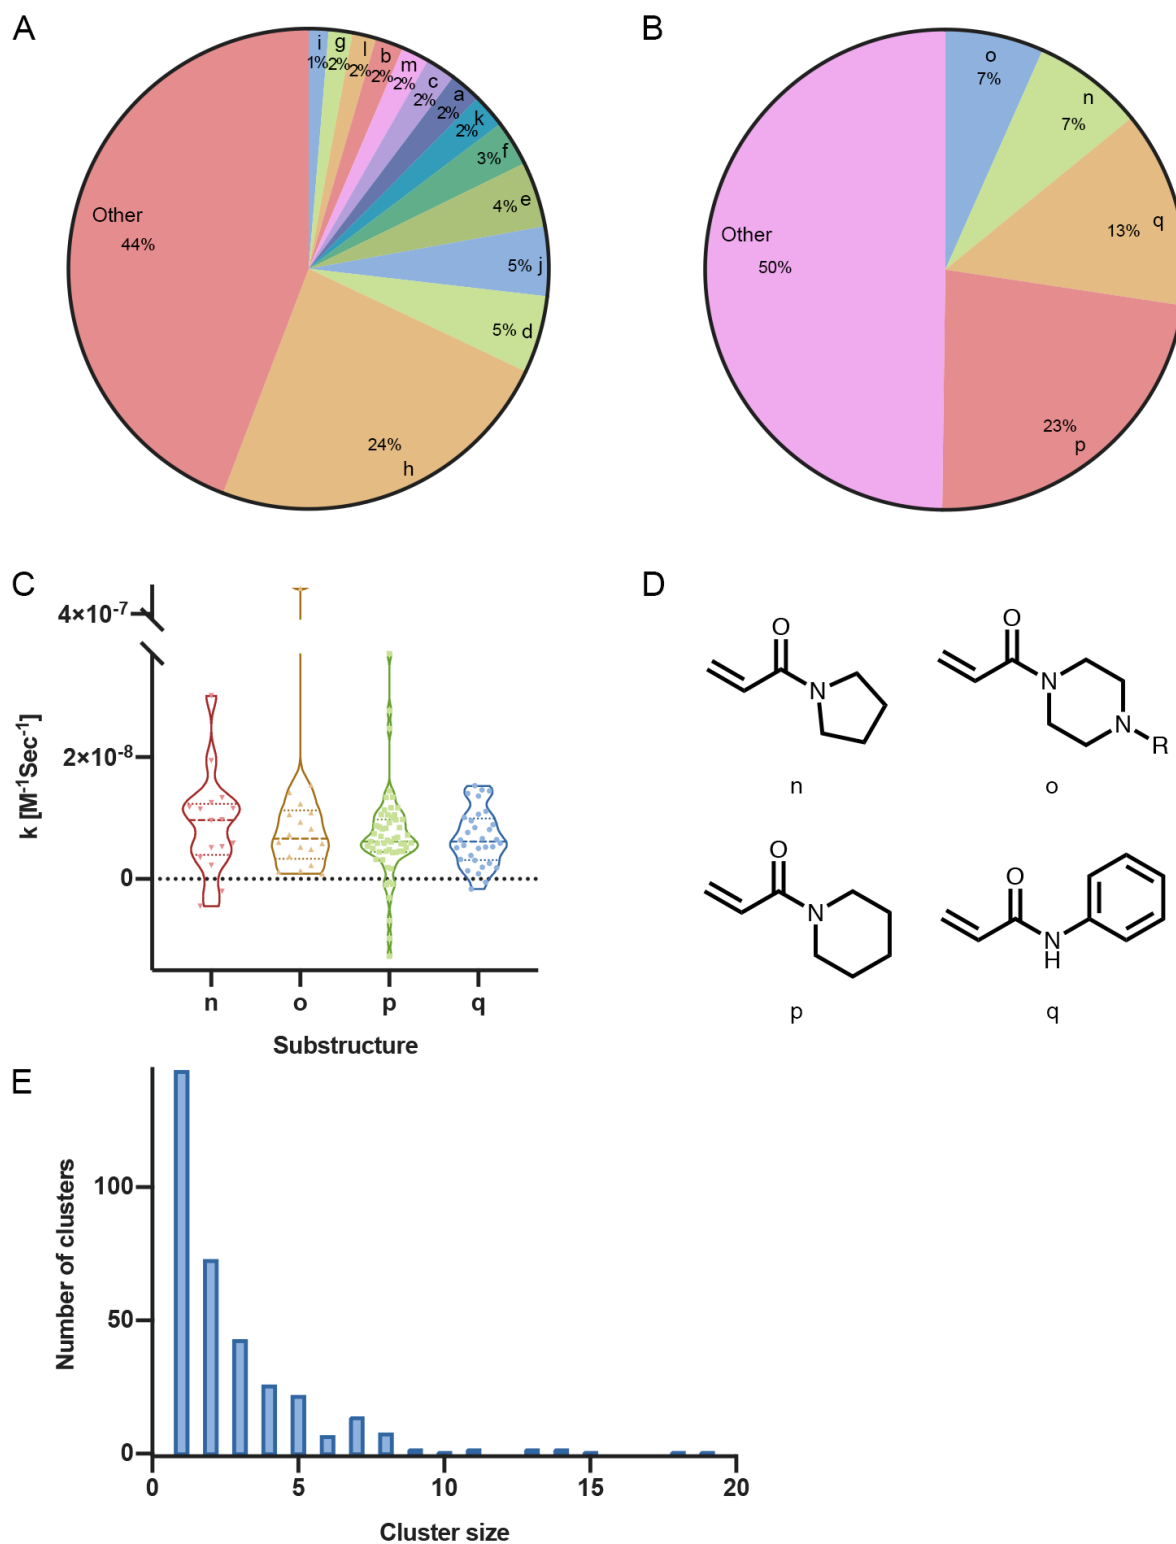 A
i
1%
g
2%
l
2%
b
2%
m
2%
c
2%
a
2%
k
2%
f
3%
e
4%
j
5%
d
5%
h
24%
Other
44%
B
o
7%
n
7%
q
13%
p
23%
Other
50%
C
4×10-7
2×10-8
0
k [M-1Sec-1]
n o p q
Substructure
D
O
N
n
O
N
N
R
o
O
N
p
O
N
H
q
E
100
50
0
Number of clusters
0 5 10 15 20
Cluster size